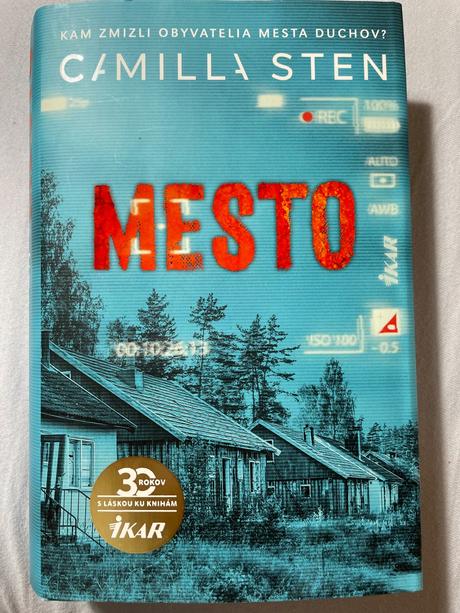 KAM ZMIZLI OBYVATELIA MESTA DUCHOV?
CAMILLA STEN
REC
100%
AUTO
AWB
MESTO
IKAR
00:10:26:13
ISO 100
-0.5
30
ROKOV
S LÁSKOU KU KNIHÁM
IKAR